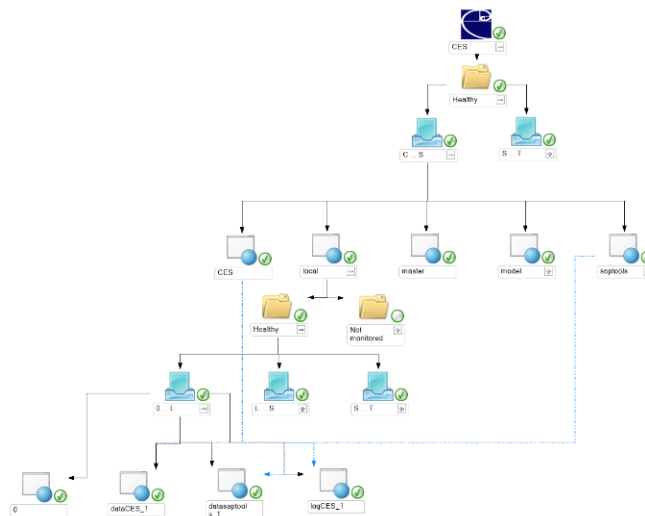 CES
Healthy
C ... S
S ... T
CES
local
master
model
saptools
Healthy
Not
monitored
0 ... L
L ... S
S ... T
0
dataCES_1
datasaptool
s_1
logCES_1